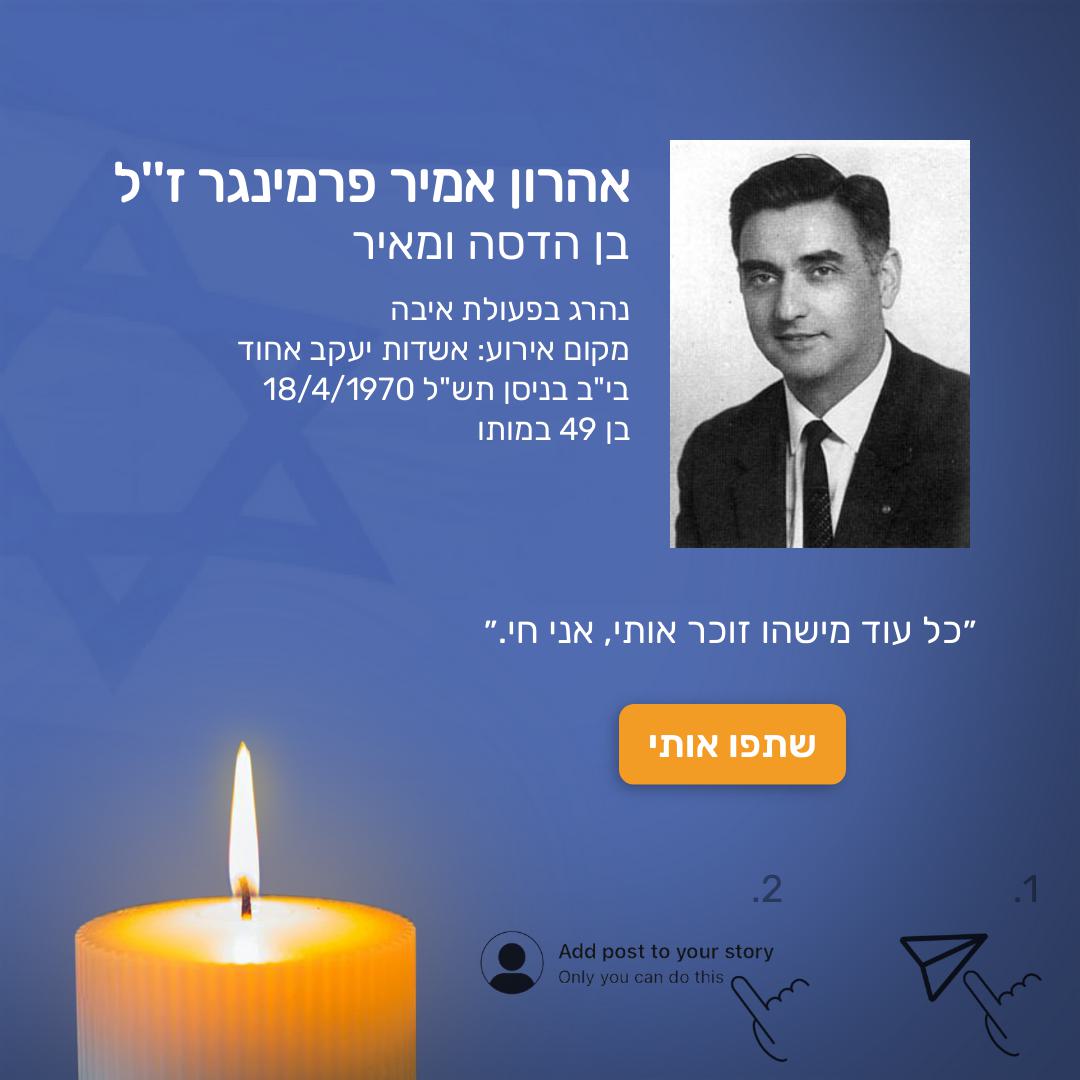 אהרון אמיר פרמינגר ז"ל
בן הדסה ומאיר
נהרג בפעולת איבה
מקום אירוע: אשדות יעקב אחוד
בי"ב בניסן תש"ל 18/4/1970
בן 49 במותו
״כל עוד מישהו זוכר אותי, אני חי.״
שתפו אותי
1.
2.
Add post to your story
Only you can do this